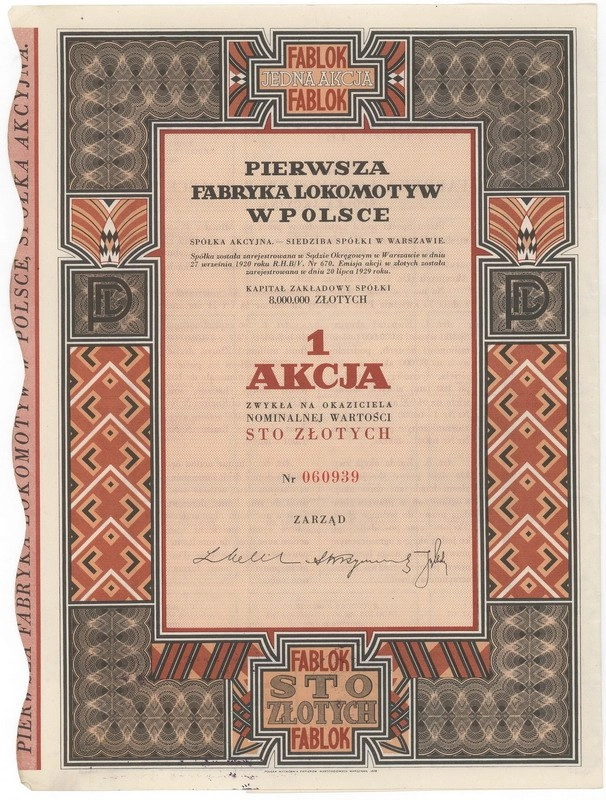 FABLOK
JEDNA AKCJA
FABLOK
PIERWSZA
FABRYKA LOKOMOTYW
W POLSCE
SPÓŁKA AKCYJNA. — SIEDZIBA SPÓŁKI W WARSZAWIE.
Spółka została zarejestrowana w Sądzie Okręgowym w Warszawie w dniu
27 września 1920 roku R.H.B/V. Nr 670. Emisja akcji w złotych została
zarejestrowana w dniu 20 lipca 1929 roku.
KAPITAŁ ZAKŁADOWY SPÓŁKI
8.000.000 ZŁOTYCH
1
AKCJA
ZWYKŁA NA OKAZICIELA
NOMINALNEJ WARTOŚCI
STO ZŁOTYCH
Nr 060939
ZARZĄD
FABLOK
STO
ZŁOTYCH
FABLOK
PIERWSZA FABRYKA LOKOMOTYW W POLSCE, SPÓŁKA AKCYJNA.